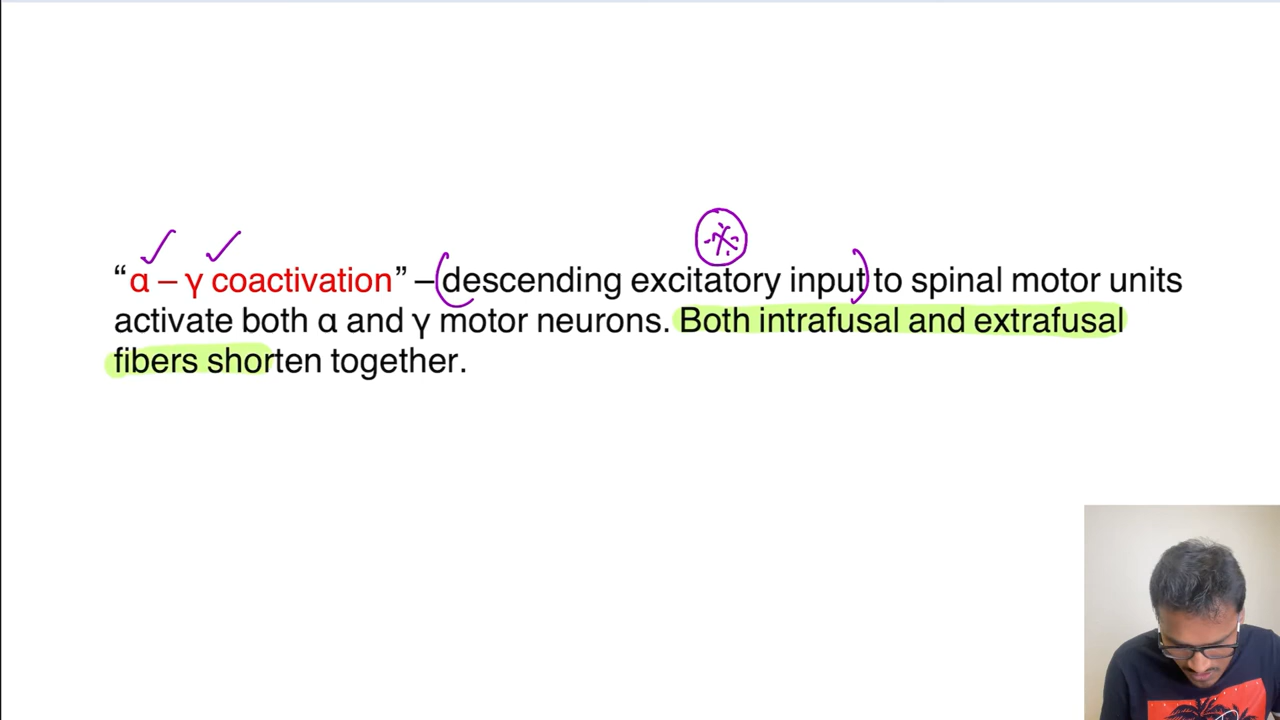 “α – γ coactivation” – (descending excitatory input) to spinal motor units
activate both α and γ motor neurons. Both intrafusal and extrafusal
fibers shorten together.